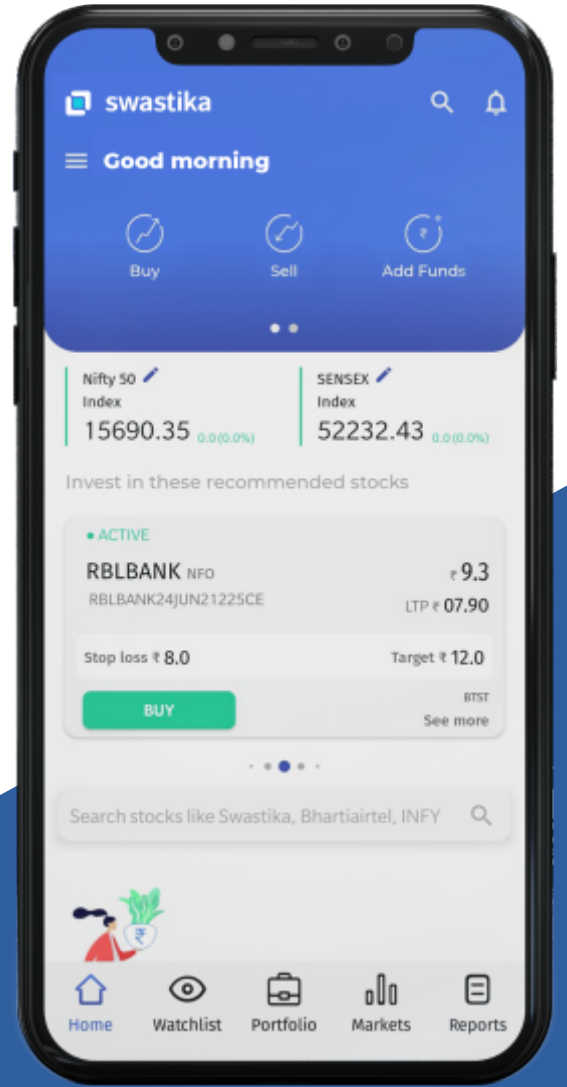 swastika
Good morning
Buy Sell Add Funds
Nifty 50 SENSEX
Index Index
15690.35 0.0 (0.0%) 52232.43 0.0 (0.0%)
Invest in these recommended stocks
• ACTIVE
RBLBANK NFO ₹ 9.3
RBLBANK24JUN21225CE LTP ₹ 07.90
Stop loss ₹ 8.0 Target ₹ 12.0
BUY BTST
See more
Search stocks like Swastika, Bhartiairtel, INFY
₹
Home Watchlist Portfolio Markets Reports